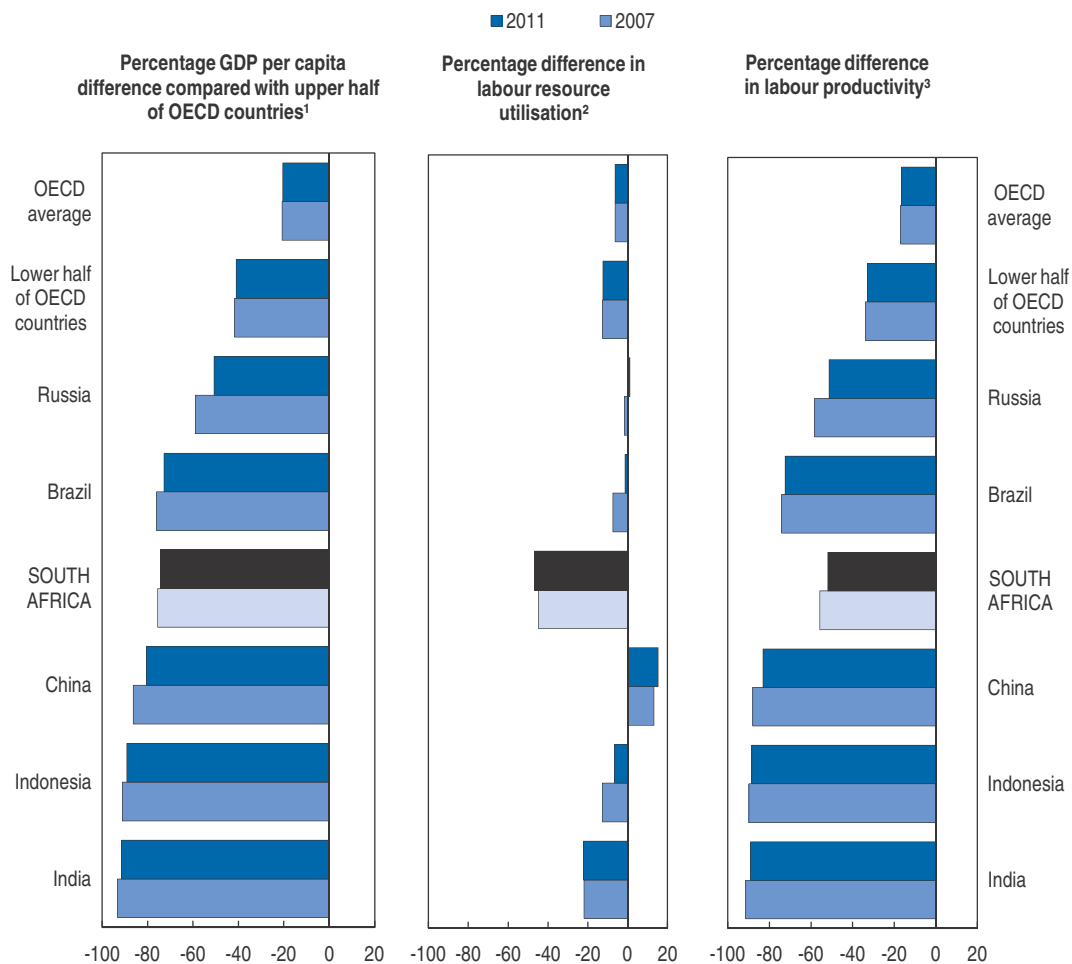 2011 2007
Percentage GDP per capita
difference compared with upper half
of OECD countries¹
Percentage difference in
labour resource
utilisation²
Percentage difference
in labour productivity³
OECD
average
Lower half
of OECD
countries
Russia
Brazil
SOUTH
AFRICA
China
Indonesia
India
OECD
average
Lower half
of OECD
countries
Russia
Brazil
SOUTH
AFRICA
China
Indonesia
India
-100 -80 -60 -40 -20 0 20
-100 -80 -60 -40 -20 0 20
-100 -80 -60 -40 -20 0 20